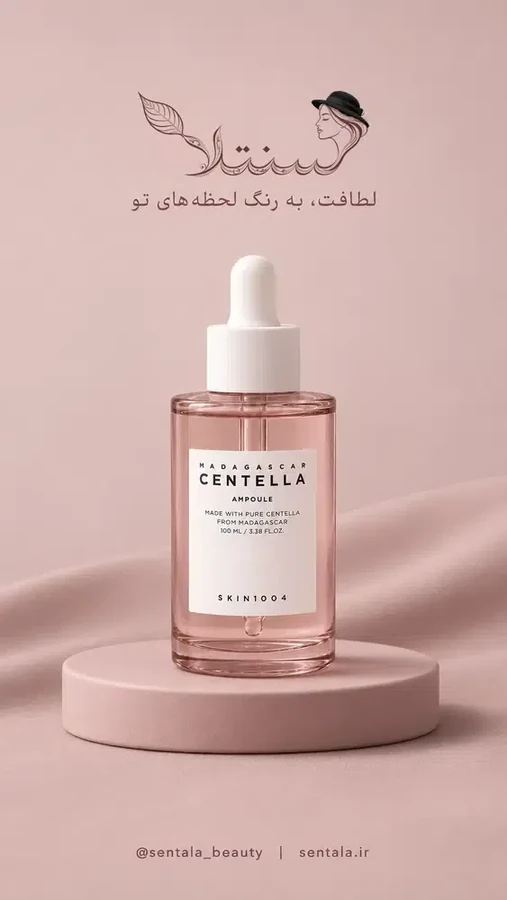 سنتلا
لطافت، به رنگ لحظه‌های تو
MADAGASCAR
CENTELLA
AMPOULE
MADE WITH PURE CENTELLA
FROM MADAGASCAR
100 ML / 3.38 FL.OZ.
SKIN1004
@sentala_beauty | sentala.ir